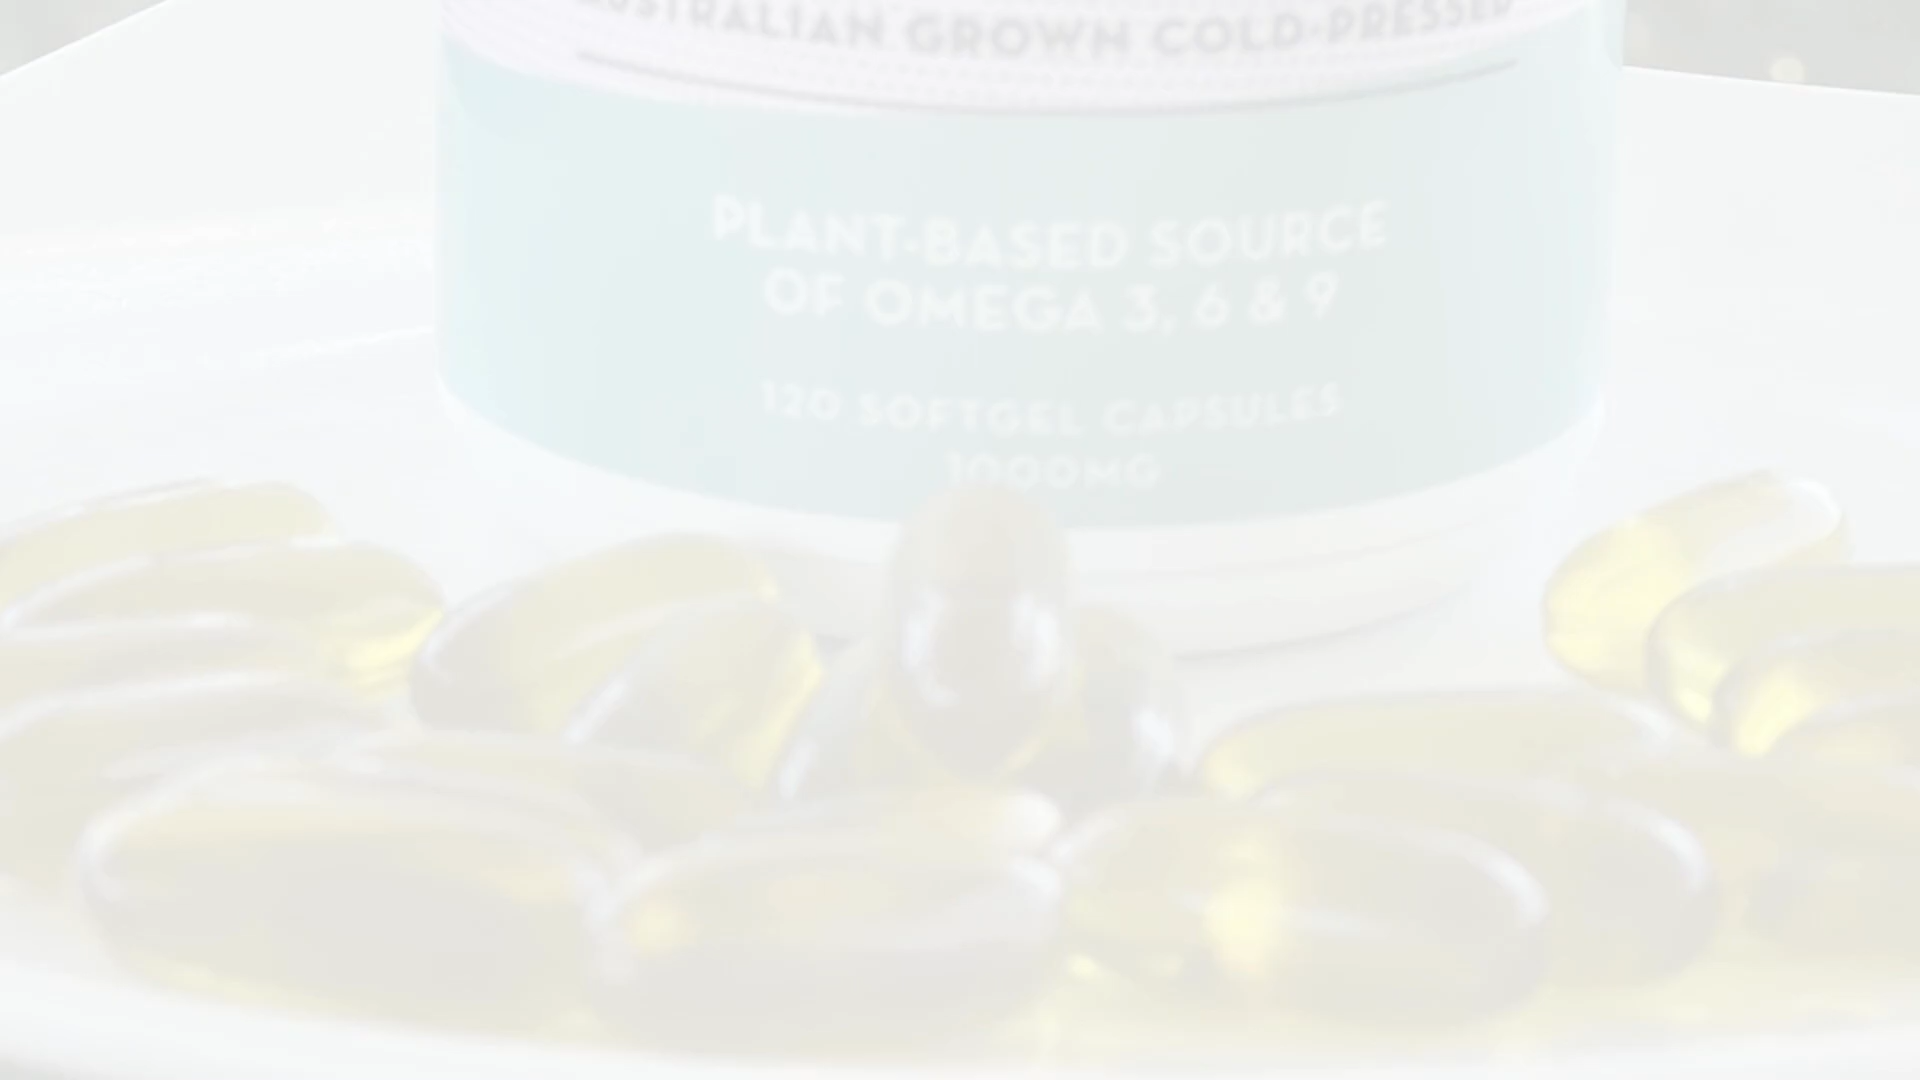 AUSTRALIAN GROWN COLD-PRESSED
PLANT-BASED SOURCE
OF OMEGA 3, 6 & 9
120 SOFTGEL CAPSULES
1000MG